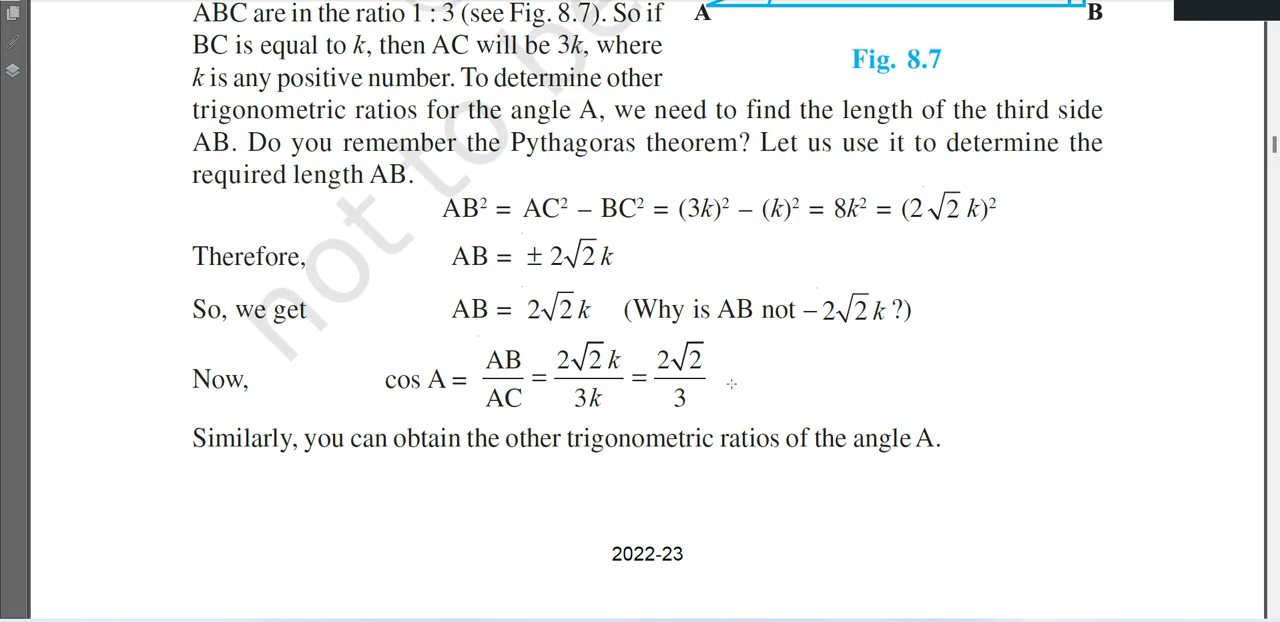 ABC are in the ratio 1 : 3 (see Fig. 8.7). So if A B
BC is equal to k, then AC will be 3k, where
Fig. 8.7
k is any positive number. To determine other
trigonometric ratios for the angle A, we need to find the length of the third side
AB. Do you remember the Pythagoras theorem? Let us use it to determine the
required length AB.
AB² = AC² – BC² = (3k)² – (k)² = 8k² = (2√2 k)²
Therefore, AB = ± 2√2 k
So, we get AB = 2√2 k (Why is AB not – 2√2 k ?)
Now, cos A = AB/AC = 2√2 k/3k = 2√2/3
Similarly, you can obtain the other trigonometric ratios of the angle A.
not to be
2022-23